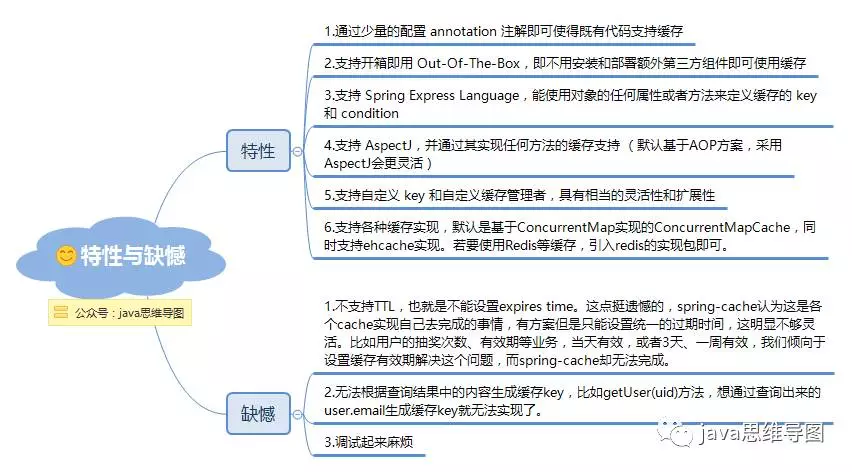 1.通过少量的配置 annotation 注解即可使得既有代码支持缓存
2.支持开箱即用 Out-Of-The-Box，即不用安装和部署额外第三方组件即可使用缓存
3.支持 Spring Express Language，能使用对象的任何属性或者方法来定义缓存的 key
和 condition
特性
4.支持 AspectJ，并通过其实现任何方法的缓存支持 （默认基于AOP方案，采用
AspectJ会更灵活）
5.支持自定义 key 和自定义缓存管理者，具有相当的灵活性和扩展性
6.支持各种缓存实现，默认是基于ConcurrentMap实现的ConcurrentMapCache，同
时支持ehcache实现。若要使用Redis等缓存，引入redis的实现包即可。
特性与缺憾
公众号：java思维导图
1.不支持TTL，也就是不能设置expires time。这点挺遗憾的，spring-cache认为这是各
个cache实现自己去完成的事情，有方案但是只能设置统一的过期时间，这明显不够灵
活。比如用户的抽奖次数、有效期等业务，当天有效，或者3天、一周有效，我们倾向于
设置缓存有效期解决这个问题，而spring-cache却无法完成。
缺憾
2.无法根据查询结果中的内容生成缓存key，比如getUser(uid)方法，想通过查询出来的
user.email生成缓存key就无法实现了。
3.调试起来麻烦
java思维导图